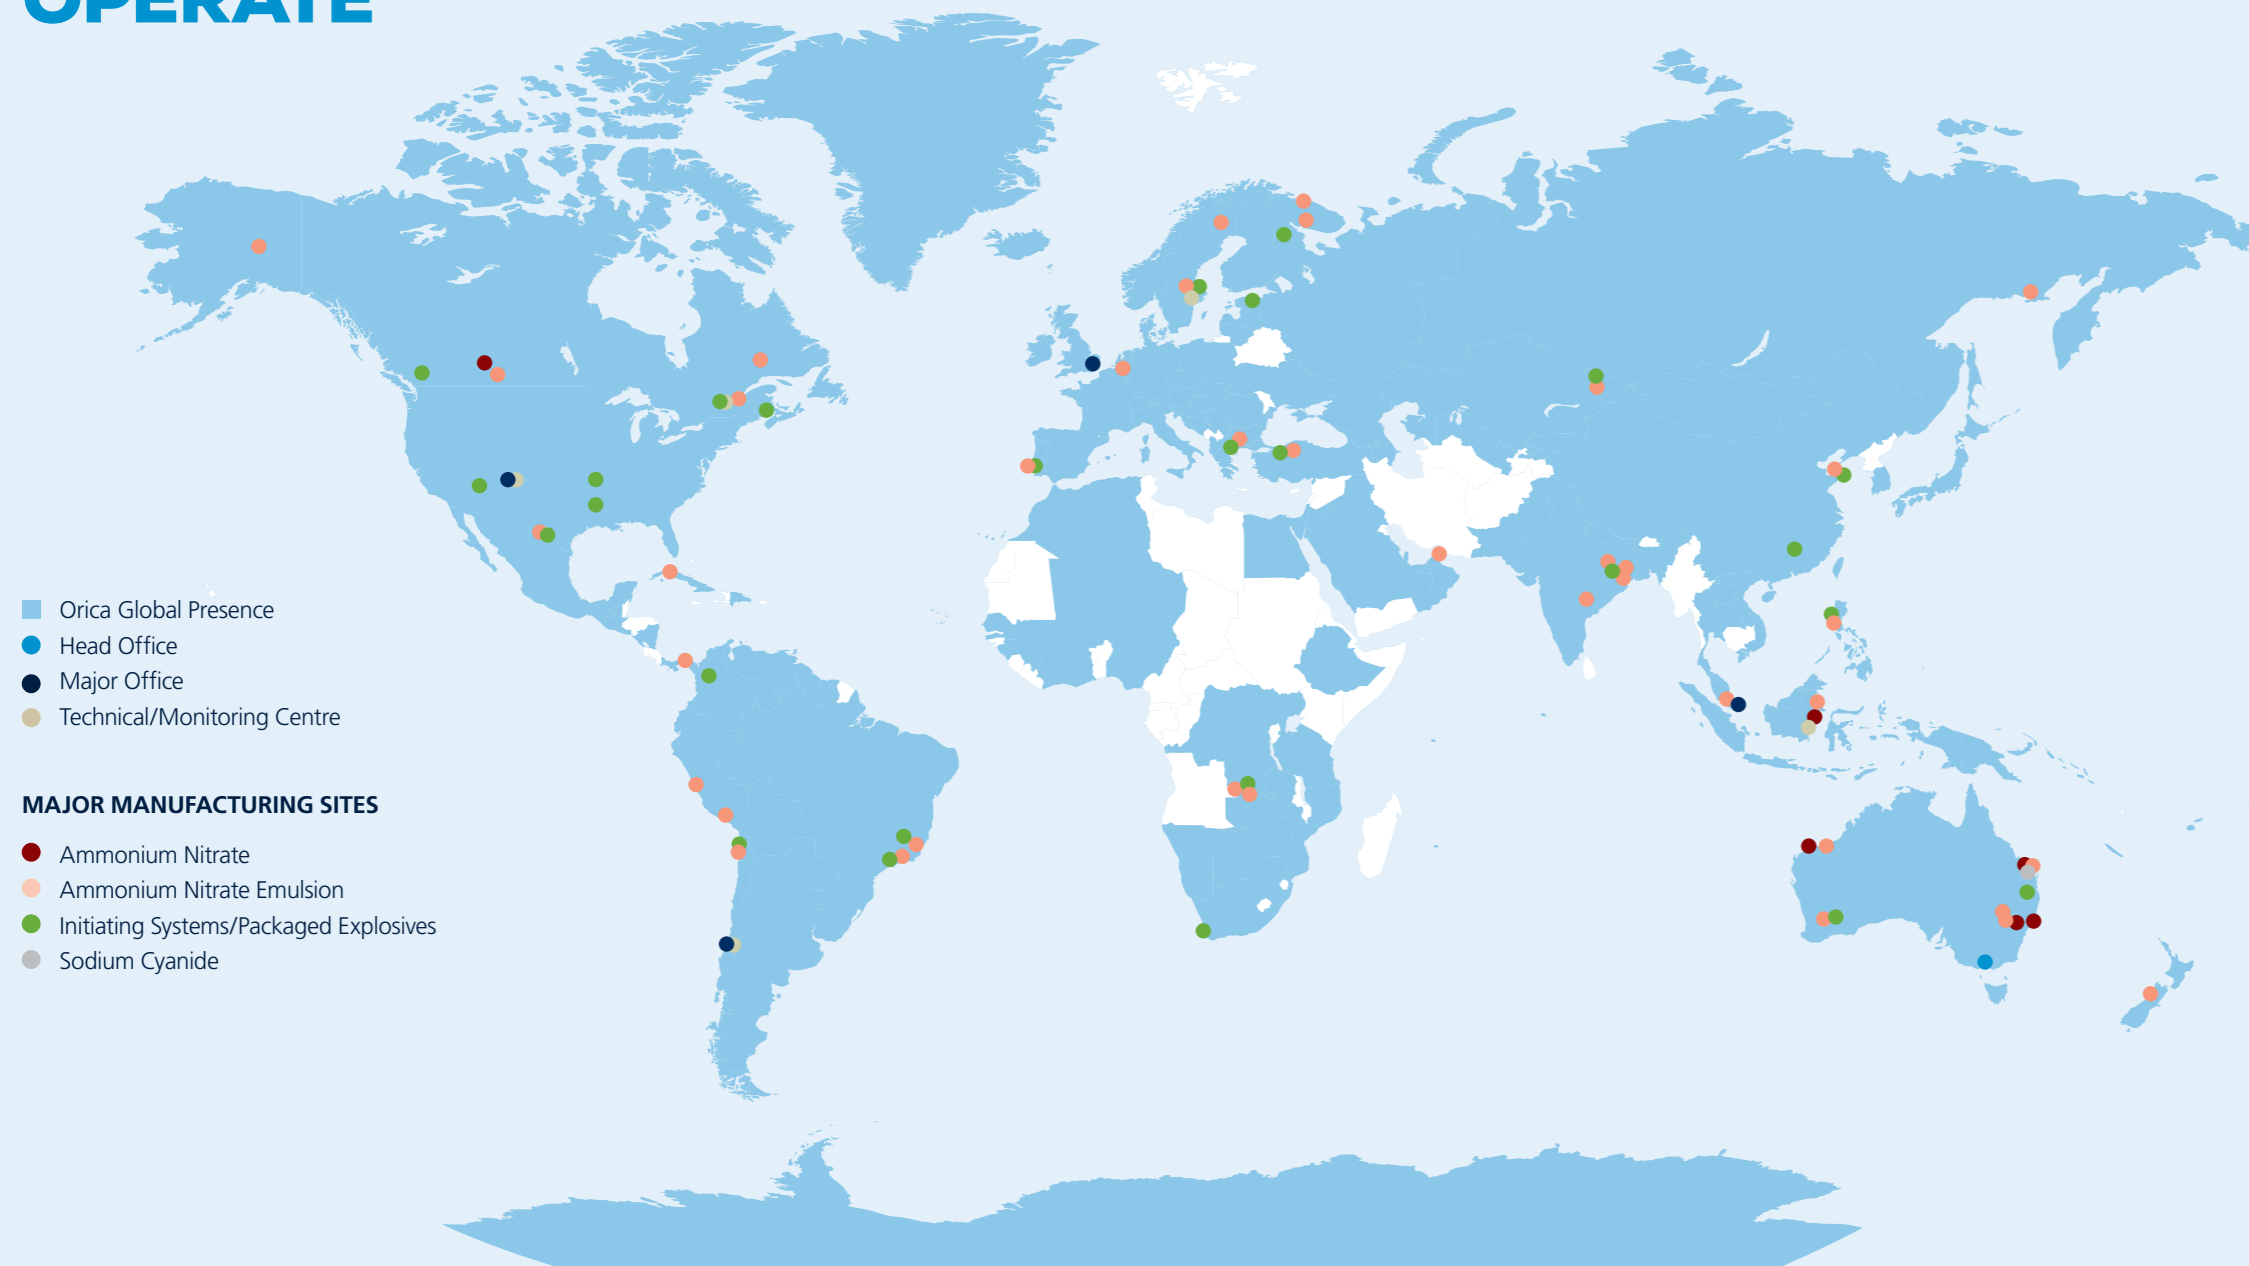 OPERATE
Orica Global Presence
Head Office
Major Office
Technical/Monitoring Centre
MAJOR MANUFACTURING SITES
Ammonium Nitrate
Ammonium Nitrate Emulsion
Initiating Systems/Packaged Explosives
Sodium Cyanide